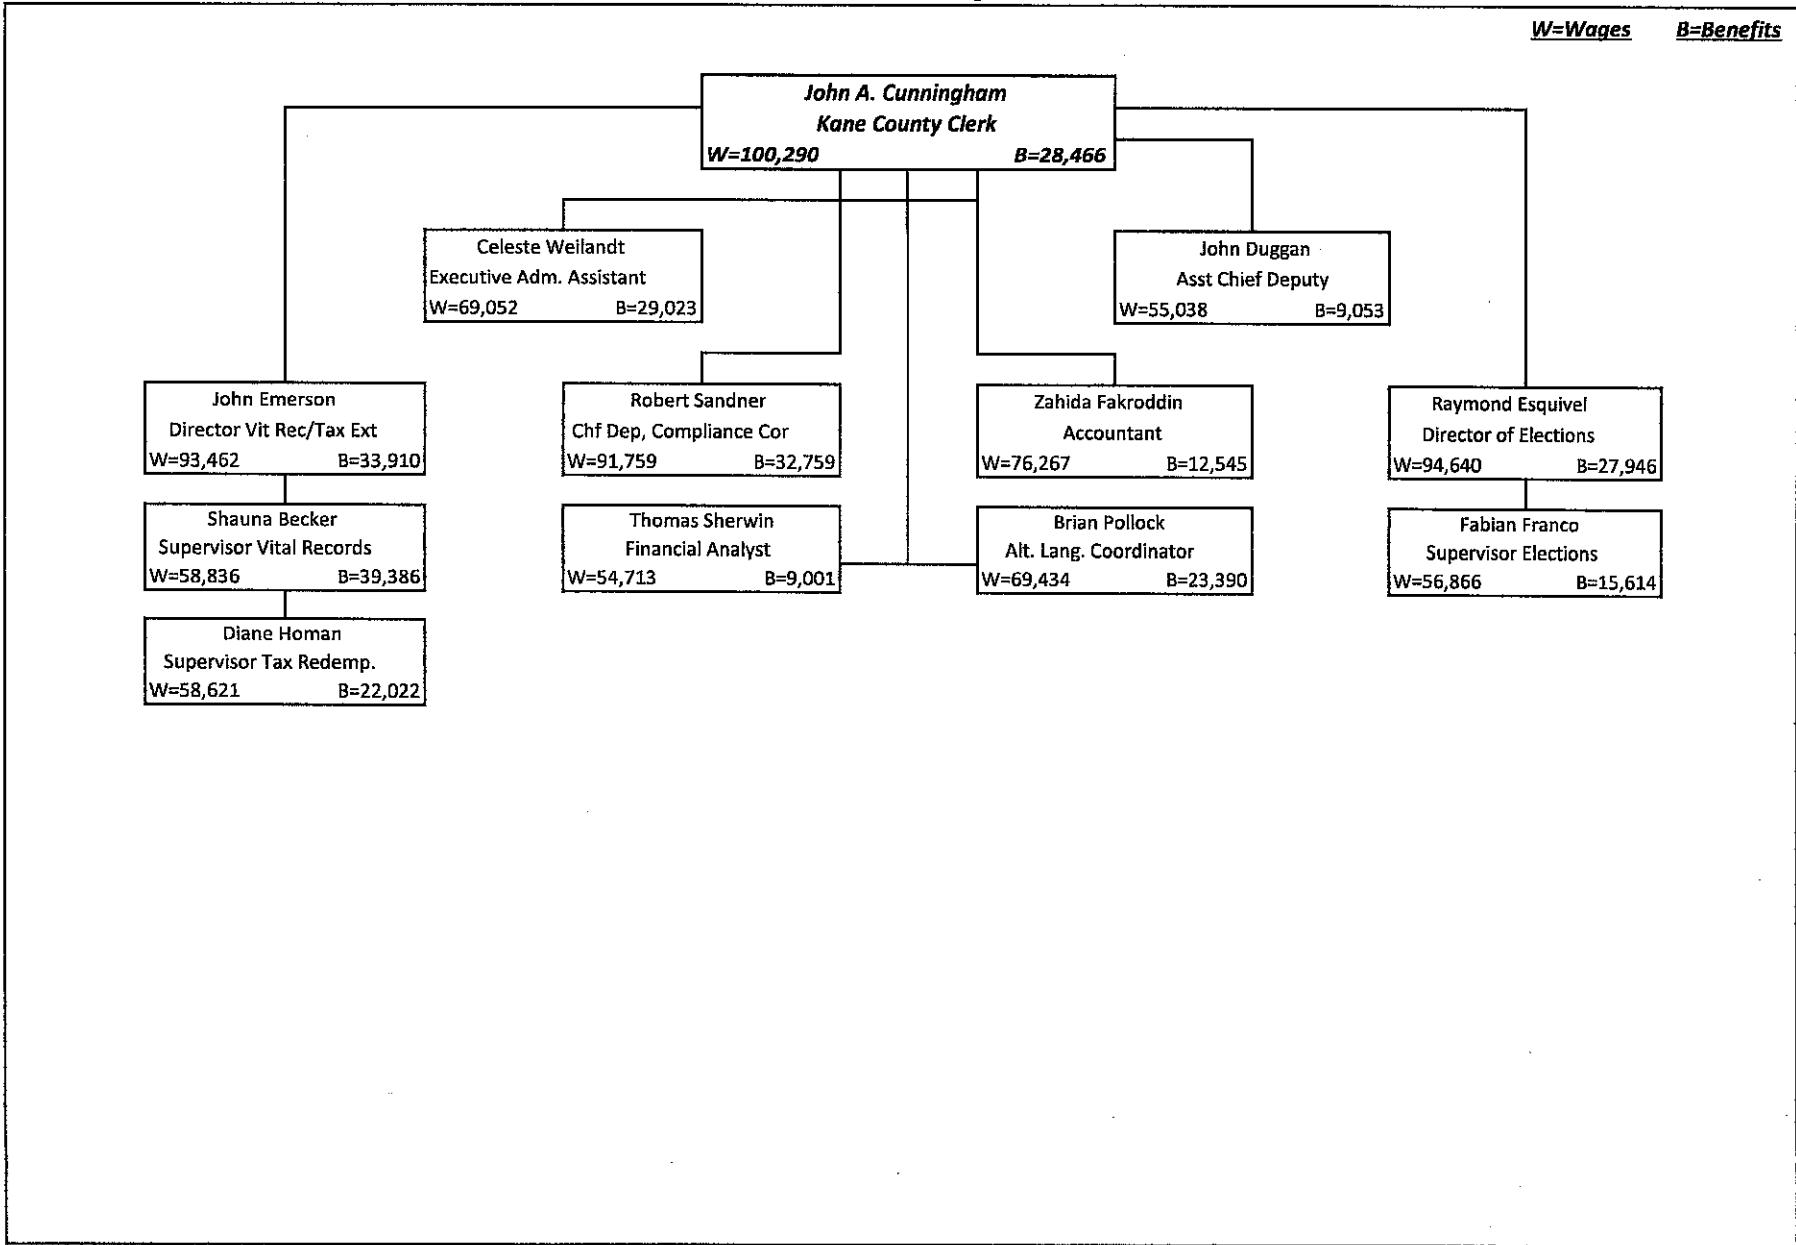 W=Wages B=Benefits
John A. Cunningham
Kane County Clerk
W=100,290 B=28,466
Celeste Weilandt
Executive Adm. Assistant
W=69,052 B=29,023
John Duggan
Asst Chief Deputy
W=55,038 B=9,053
John Emerson
Director Vit Rec/Tax Ext
W=93,462 B=33,910
Robert Sandner
Chf Dep, Compliance Cor
W=91,759 B=32,759
Zahida Fakroddin
Accountant
W=76,267 B=12,545
Raymond Esquivel
Director of Elections
W=94,640 B=27,946
Shauna Becker
Supervisor Vital Records
W=58,836 B=39,386
Thomas Sherwin
Financial Analyst
W=54,713 B=9,001
Brian Pollock
Alt. Lang. Coordinator
W=69,434 B=23,390
Fabian Franco
Supervisor Elections
W=56,866 B=15,614
Diane Homan
Supervisor Tax Redemp.
W=58,621 B=22,022